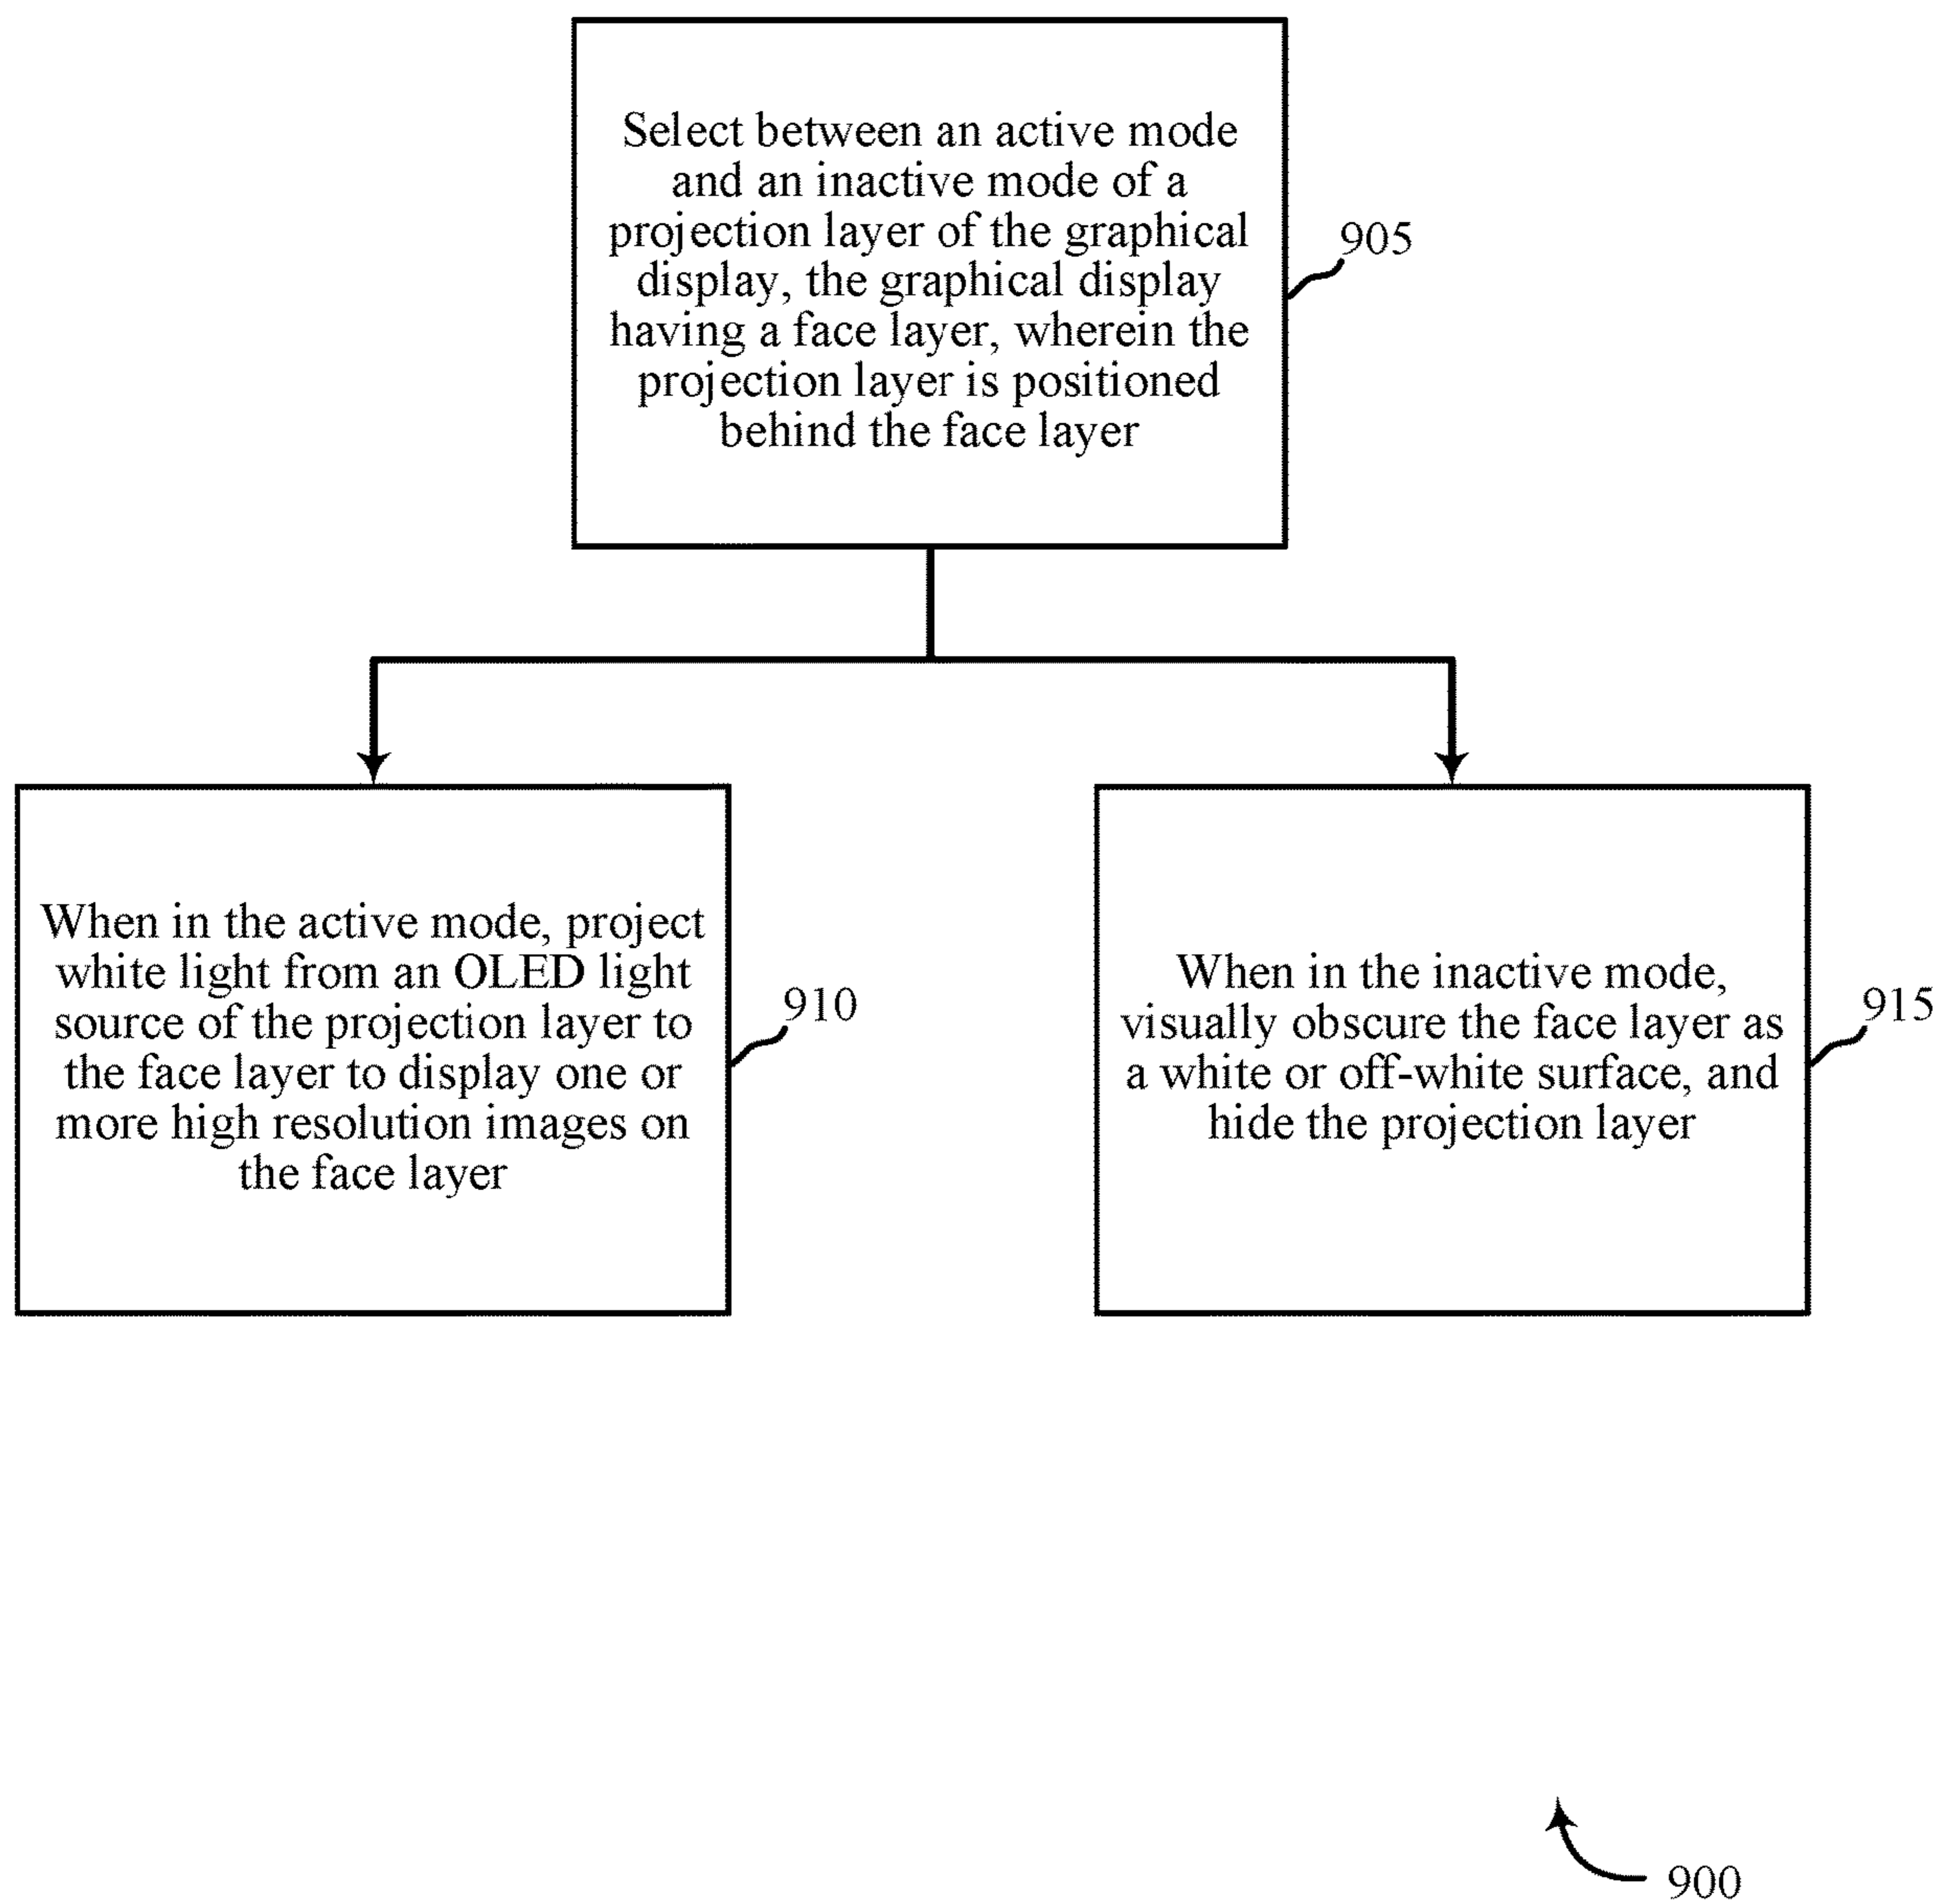 Select between an active mode
and an inactive mode of a
projection layer of the graphical
display, the graphical display
having a face layer, wherein the
projection layer is positioned
behind the face layer
905
When in the active mode, project
white light from an OLED light
source of the projection layer to
the face layer to display one or
more high resolution images on
the face layer
910
When in the inactive mode,
visually obscure the face layer as
a white or off-white surface, and
hide the projection layer
915
900